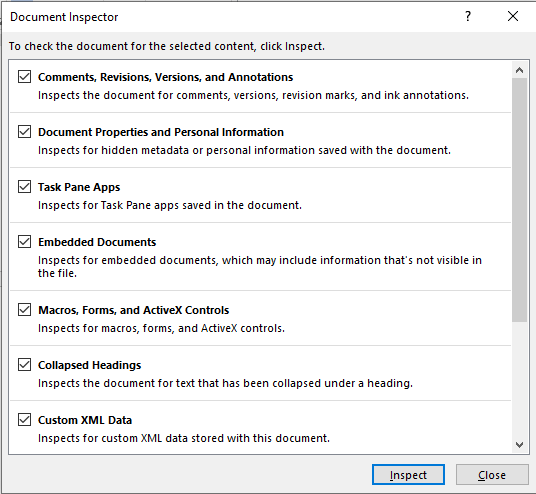 Document Inspector
?
To check the document for the selected content, click Inspect.
Comments, Revisions, Versions, and Annotations
Inspects the document for comments, versions, revision marks, and ink annotations.
Document Properties and Personal Information
Inspects for hidden metadata or personal information saved with the document.
Task Pane Apps
Inspects for Task Pane apps saved in the document.
Embedded Documents
Inspects for embedded documents, which may include information that's not visible in
the file.
Macros, Forms, and ActiveX Controls
Inspects for macros, forms, and ActiveX controls.
Collapsed Headings
Inspects the document for text that has been collapsed under a heading.
Custom XML Data
Inspects for custom XML data stored with this document.
Inspect Close